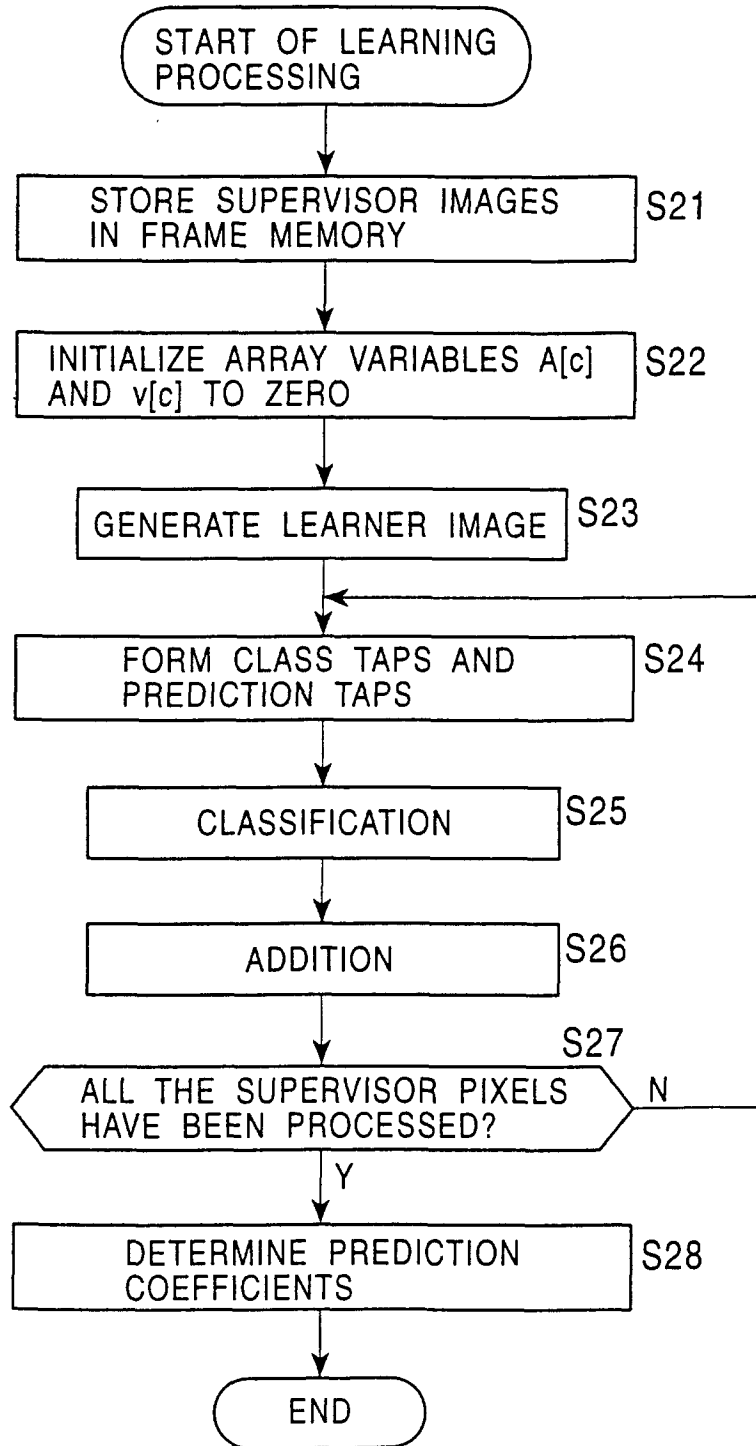 START OF LEARNING
PROCESSING
STORE SUPERVISOR IMAGES
IN FRAME MEMORY
S21
INITIALIZE ARRAY VARIABLES A[c]
AND v[c] TO ZERO
S22
GENERATE LEARNER IMAGE
S23
FORM CLASS TAPS AND
PREDICTION TAPS
S24
CLASSIFICATION
S25
ADDITION
S26
S27
ALL THE SUPERVISOR PIXELS
HAVE BEEN PROCESSED?
N
Y
DETERMINE PREDICTION
COEFFICIENTS
S28
END